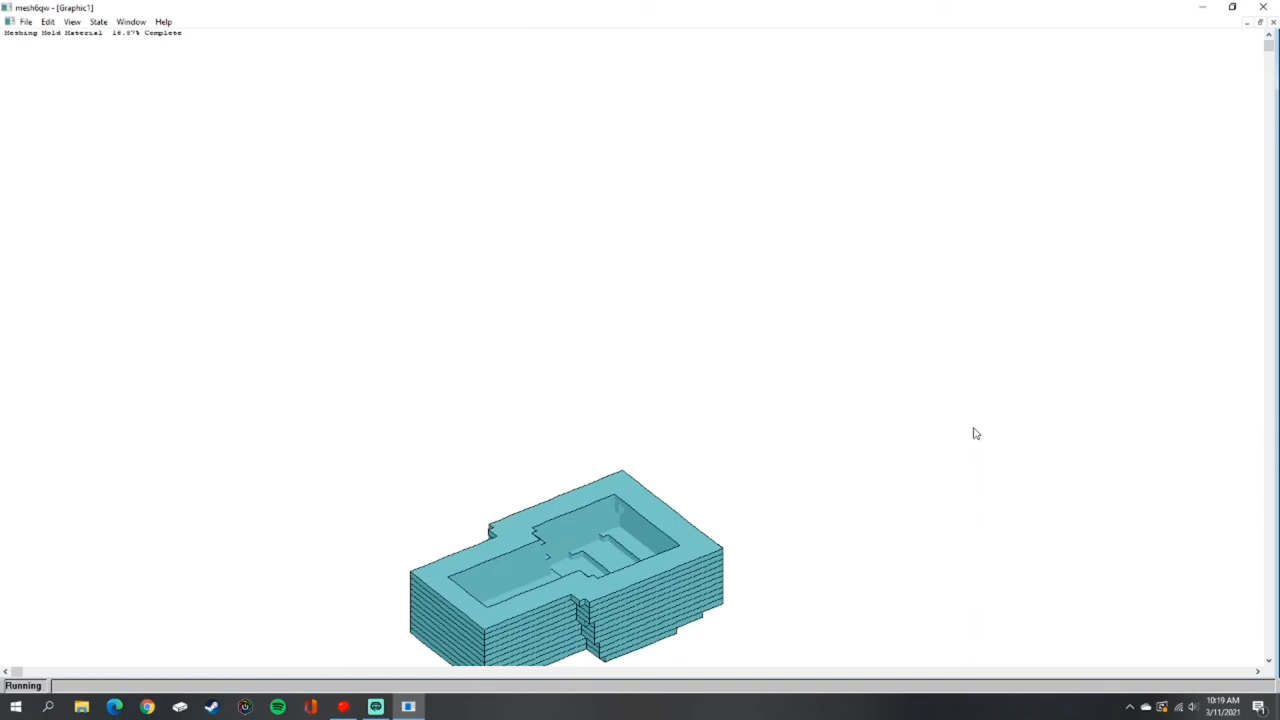 mesh6qw - [Graphic1]
File Edit View State Window Help
Meshing Mold Material 16.87% Complete
Running
10:19 AM
3/11/2021